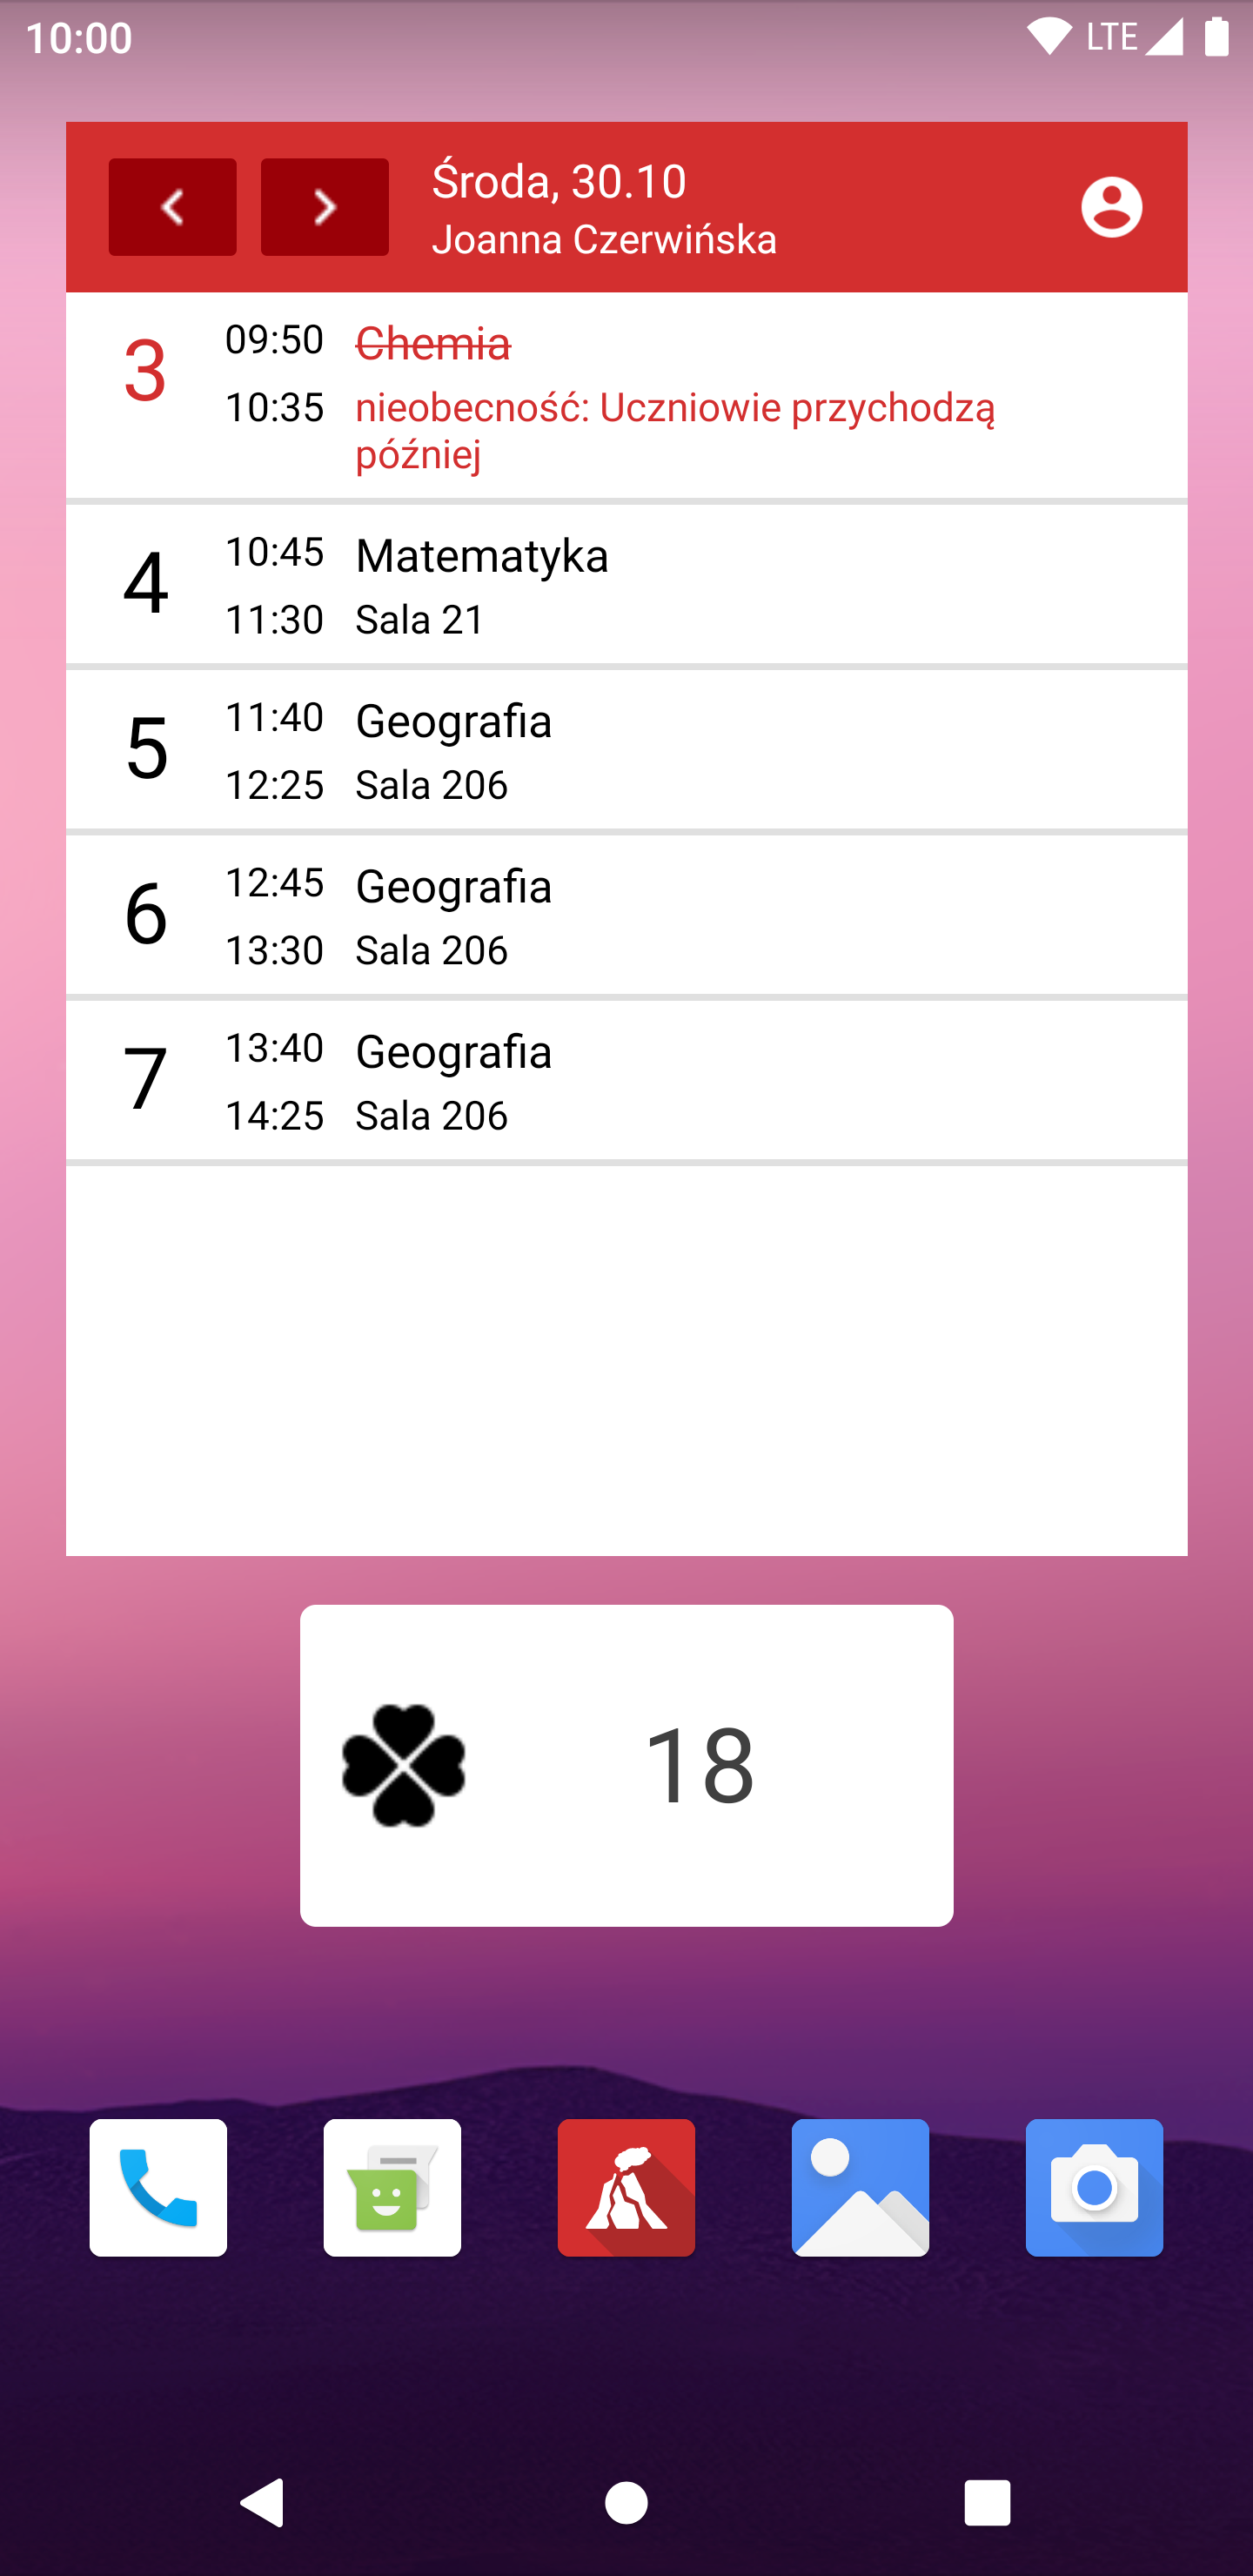 10:00
LTE
Środa, 30.10
Joanna Czerwińska
3
09:50 Chemia
10:35 nieobecność: Uczniowie przychodzą
później
4
10:45 Matematyka
11:30 Sala 21
5
11:40 Geografia
12:25 Sala 206
6
12:45 Geografia
13:30 Sala 206
7
13:40 Geografia
14:25 Sala 206
18